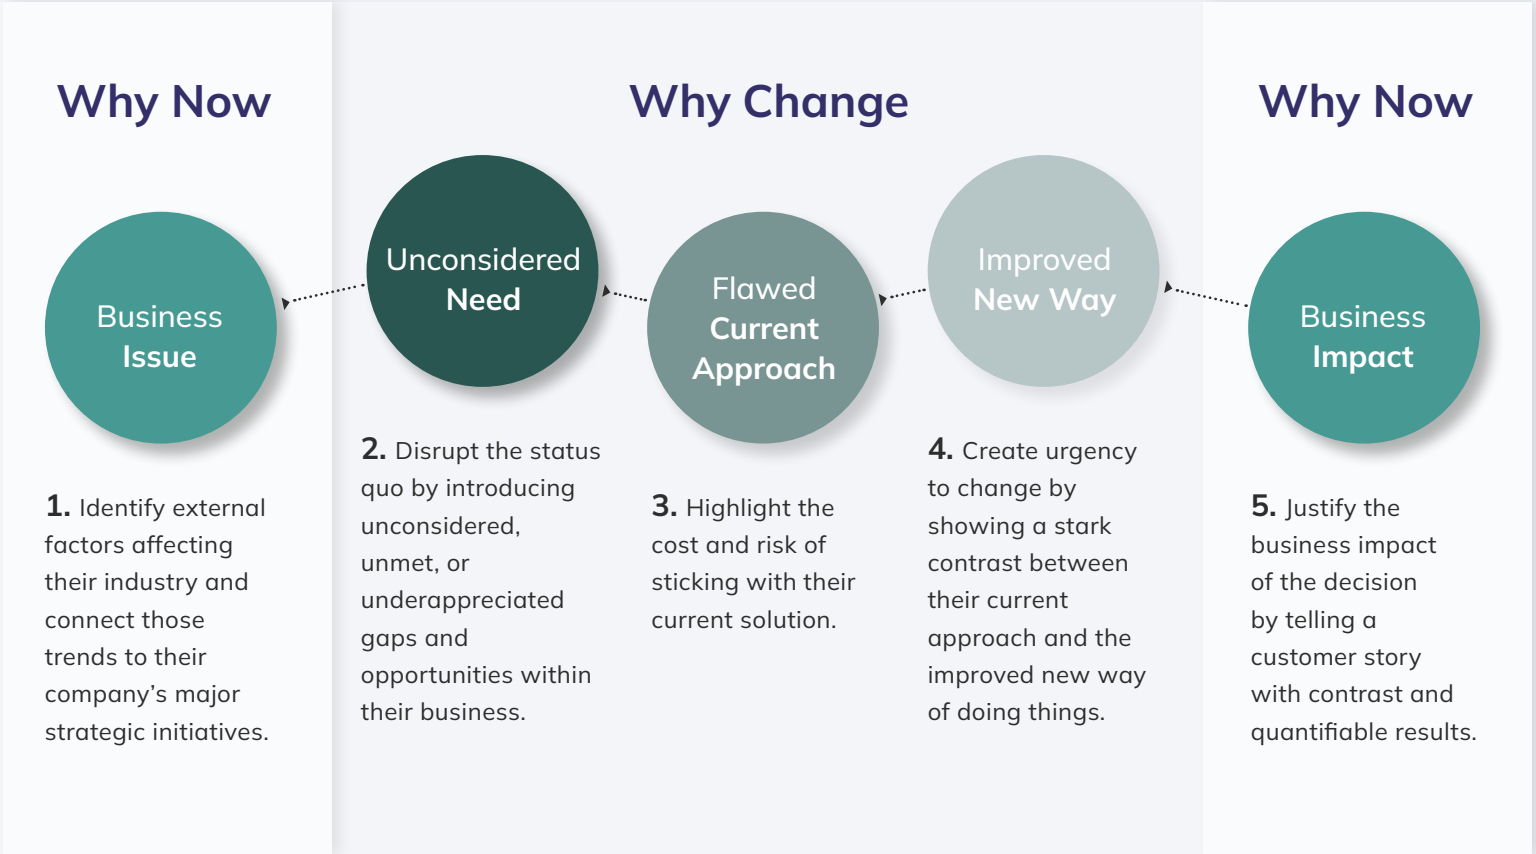 Why Now
Business
Issue
1. Identify external
factors affecting
their industry and
connect those
trends to their
company’s major
strategic initiatives.
Why Change
Unconsidered
Need
2. Disrupt the status
quo by introducing
unconsidered,
unmet, or
underappreciated
gaps and
opportunities within
their business.
Flawed
Current
Approach
3. Highlight the
cost and risk of
sticking with their
current solution.
Improved
New Way
4. Create urgency
to change by
showing a stark
contrast between
their current
approach and the
improved new way
of doing things.
Why Now
Business
Impact
5. Justify the
business impact
of the decision
by telling a
customer story
with contrast and
quantifiable results.